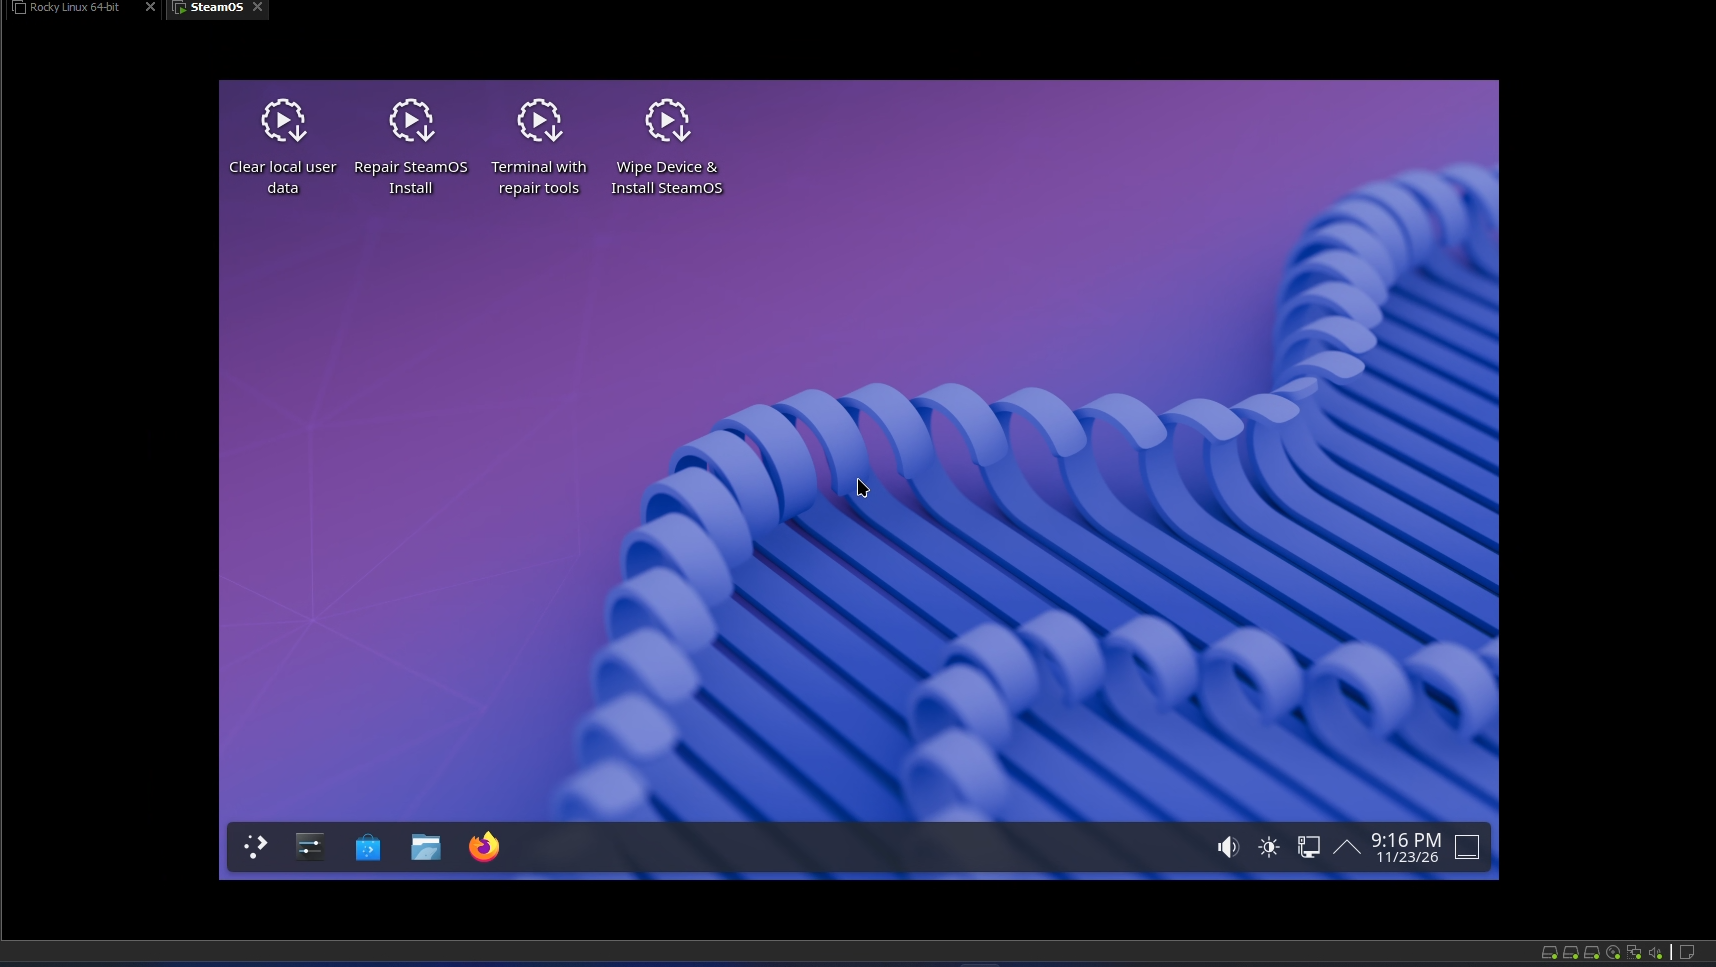 Rocky Linux 64-bit
SteamOS
Clear local user
data
Repair SteamOS
Install
Terminal with
repair tools
Wipe Device &
Install SteamOS
9:16 PM
11/23/26